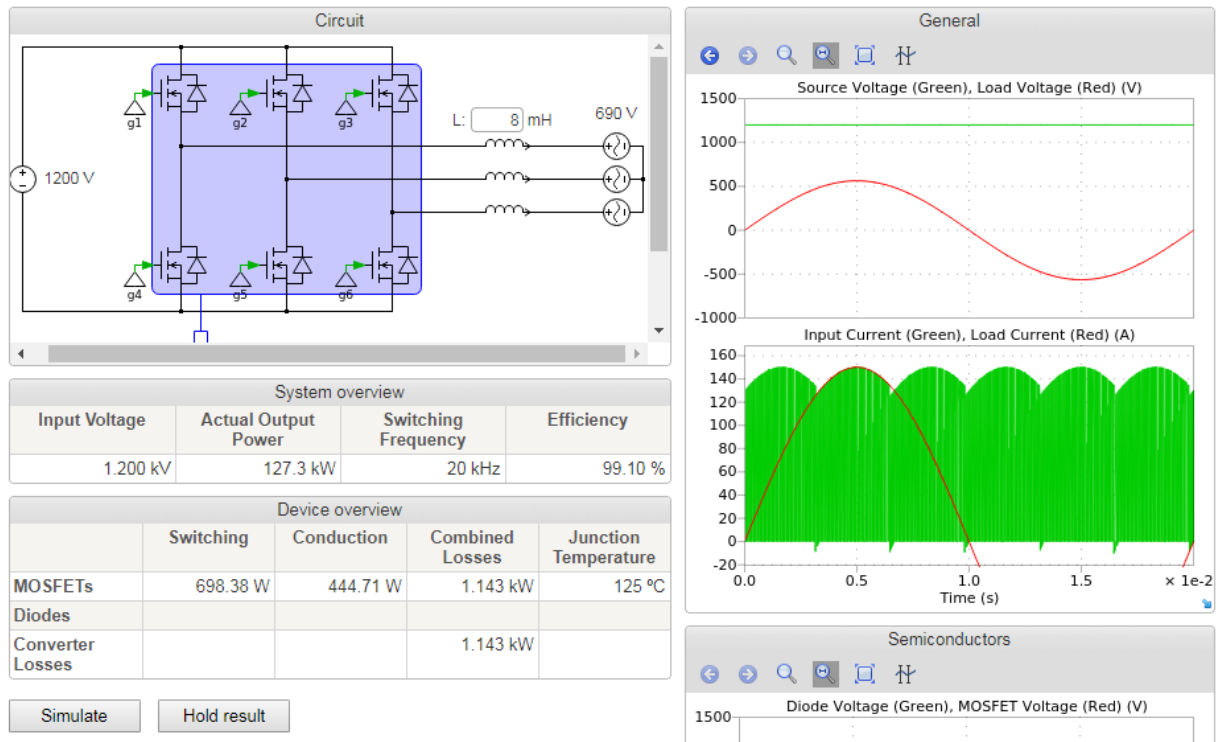 Circuit
g1
g2
g3
L: 8 mH
690 V
1200 V
g4
g5
g6
System overview
Input Voltage
Actual Output
Power
Switching
Frequency
Efficiency
1.200 kV
127.3 kW
20 kHz
99.10 %
Device overview
Switching
Conduction
Combined
Losses
Junction
Temperature
MOSFETs
698.38 W
444.71 W
1.143 kW
125 ºC
Diodes
Converter
Losses
1.143 kW
Simulate
Hold result
General
Source Voltage (Green), Load Voltage (Red) (V)
1500
1000
500
0
-500
-1000
Input Current (Green), Load Current (Red) (A)
160
140
120
100
80
60
40
20
0
-20
0.0
0.5
1.0
1.5
× 1e-2
Time (s)
Semiconductors
Diode Voltage (Green), MOSFET Voltage (Red) (V)
1500